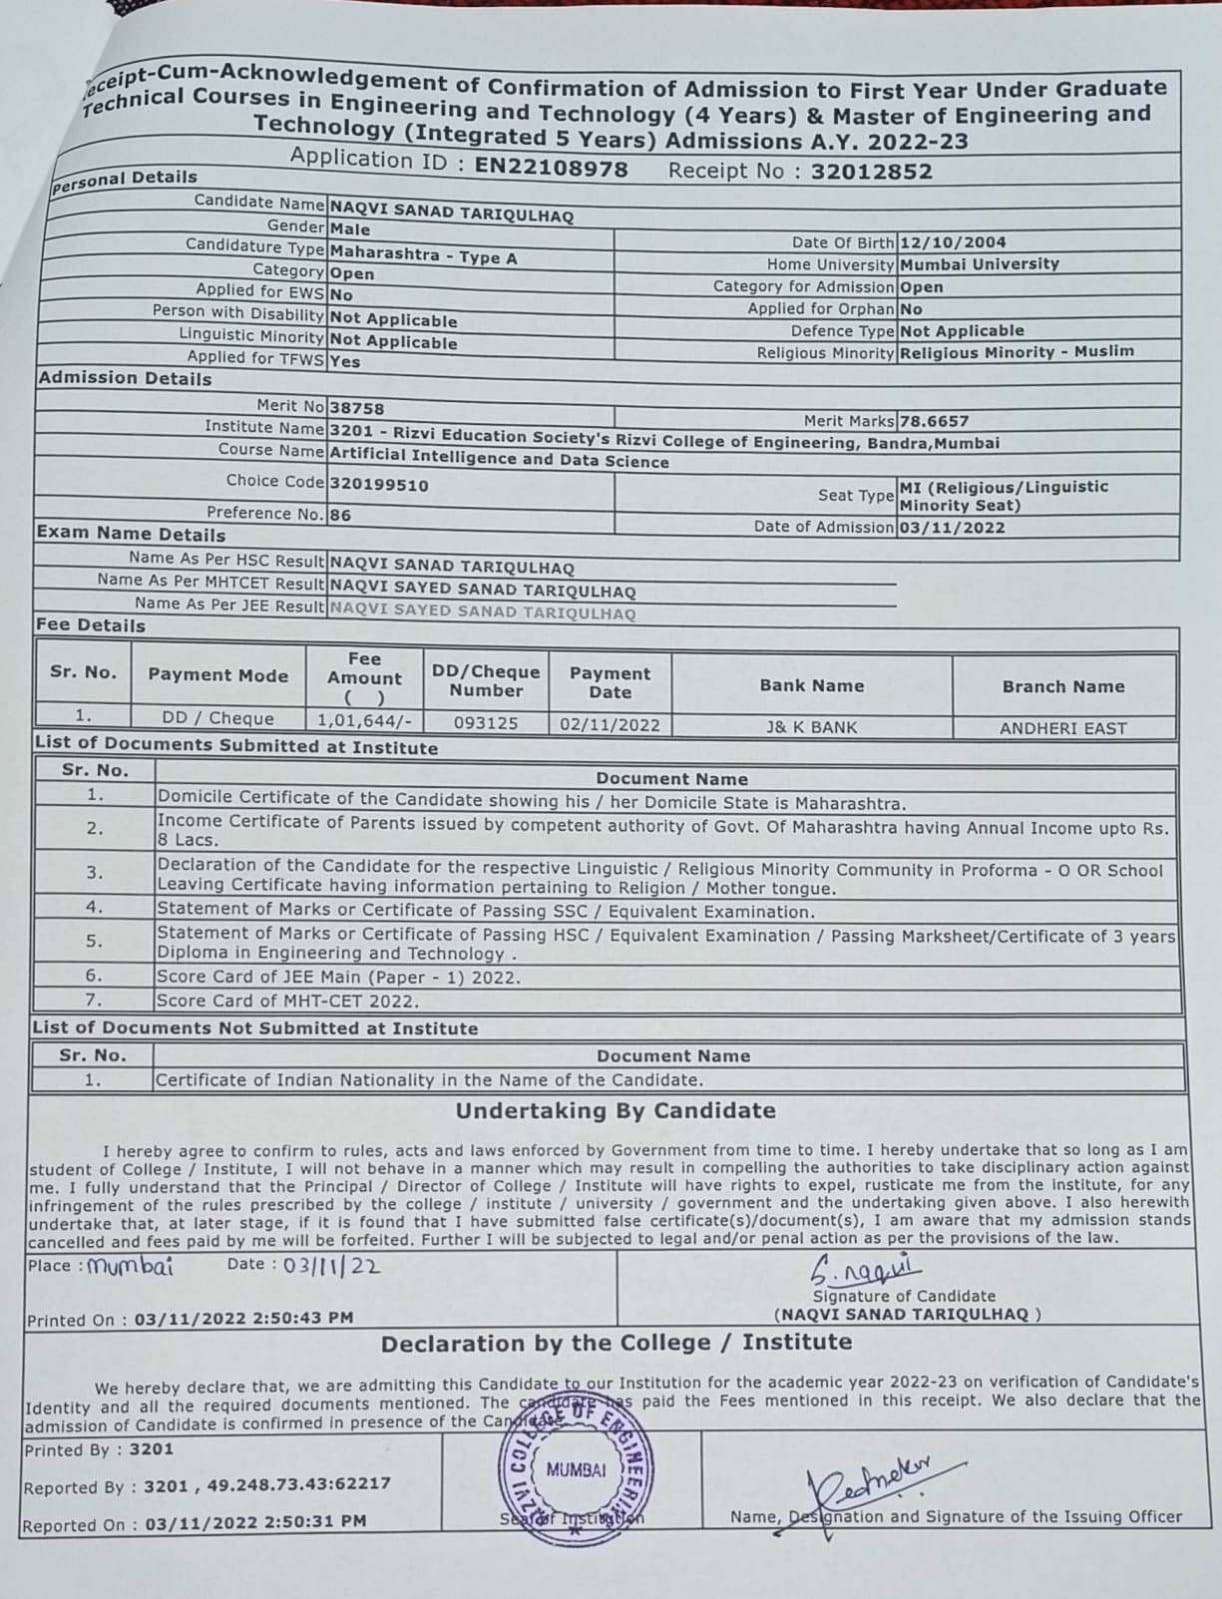 eceipt-Cum-Acknowledgement of Confirmation of Admission to First Year Under Graduate
Technical Courses in Engineering and Technology (4 Years) & Master of Engineering and
Technology (Integrated 5 Years) Admissions A.Y. 2022-23
Application ID : EN22108978 Receipt No : 32012852
Personal Details
Candidate Name NAQVI SANAD TARIQULHAQ
Gender Male Date Of Birth 12/10/2004
Candidature Type Maharashtra - Type A Home University Mumbai University
Category Open Category for Admission Open
Applied for EWS No Applied for Orphan No
Person with Disability Not Applicable Defence Type Not Applicable
Linguistic Minority Not Applicable Religious Minority Religious Minority - Muslim
Applied for TFWS Yes
Admission Details
Merit No 38758 Merit Marks 78.6657
Institute Name 3201 - Rizvi Education Society's Rizvi College of Engineering, Bandra,Mumbai
Course Name Artificial Intelligence and Data Science
Choice Code 320199510 Seat Type MI (Religious/Linguistic
Minority Seat)
Preference No. 86 Date of Admission 03/11/2022
Exam Name Details
Name As Per HSC Result NAQVI SANAD TARIQULHAQ
Name As Per MHTCET Result NAQVI SAYED SANAD TARIQULHAQ
Name As Per JEE Result NAQVI SAYED SANAD TARIQULHAQ
Fee Details
Sr. No. Payment Mode Fee Amount ( ) DD/Cheque Number Payment Date Bank Name Branch Name
1. DD / Cheque 1,01,644/- 093125 02/11/2022 J& K BANK ANDHERI EAST
List of Documents Submitted at Institute
Sr. No. Document Name
1. Domicile Certificate of the Candidate showing his / her Domicile State is Maharashtra.
2. Income Certificate of Parents issued by competent authority of Govt. Of Maharashtra having Annual Income upto Rs.
8 Lacs.
3. Declaration of the Candidate for the respective Linguistic / Religious Minority Community in Proforma - O OR School
Leaving Certificate having information pertaining to Religion / Mother tongue.
4. Statement of Marks or Certificate of Passing SSC / Equivalent Examination.
5. Statement of Marks or Certificate of Passing HSC / Equivalent Examination / Passing Marksheet/Certificate of 3 years
Diploma in Engineering and Technology .
6. Score Card of JEE Main (Paper - 1) 2022.
7. Score Card of MHT-CET 2022.
List of Documents Not Submitted at Institute
Sr. No. Document Name
1. Certificate of Indian Nationality in the Name of the Candidate.
Undertaking By Candidate
I hereby agree to confirm to rules, acts and laws enforced by Government from time to time. I hereby undertake that so long as I am
student of College / Institute, I will not behave in a manner which may result in compelling the authorities to take disciplinary action against
me. I fully understand that the Principal / Director of College / Institute will have rights to expel, rusticate me from the institute, for any
infringement of the rules prescribed by the college / institute / university / government and the undertaking given above. I also herewith
undertake that, at later stage, if it is found that I have submitted false certificate(s)/document(s), I am aware that my admission stands
cancelled and fees paid by me will be forfeited. Further I will be subjected to legal and/or penal action as per the provisions of the law.
Place : mumbai Date : 03/11/22
S. naqvi
Signature of Candidate
(NAQVI SANAD TARIQULHAQ )
Printed On : 03/11/2022 2:50:43 PM
Declaration by the College / Institute
We hereby declare that, we are admitting this Candidate to our Institution for the academic year 2022-23 on verification of Candidate's
Identity and all the required documents mentioned. The candidate has paid the Fees mentioned in this receipt. We also declare that the
admission of Candidate is confirmed in presence of the Candidate
Printed By : 3201
Reported By : 3201 , 49.248.73.43:62217
Reported On : 03/11/2022 2:50:31 PM
RIZVI COLLEGE OF ENGINEERING
MUMBAI
Seal of Institution
Name, Designation and Signature of the Issuing Officer